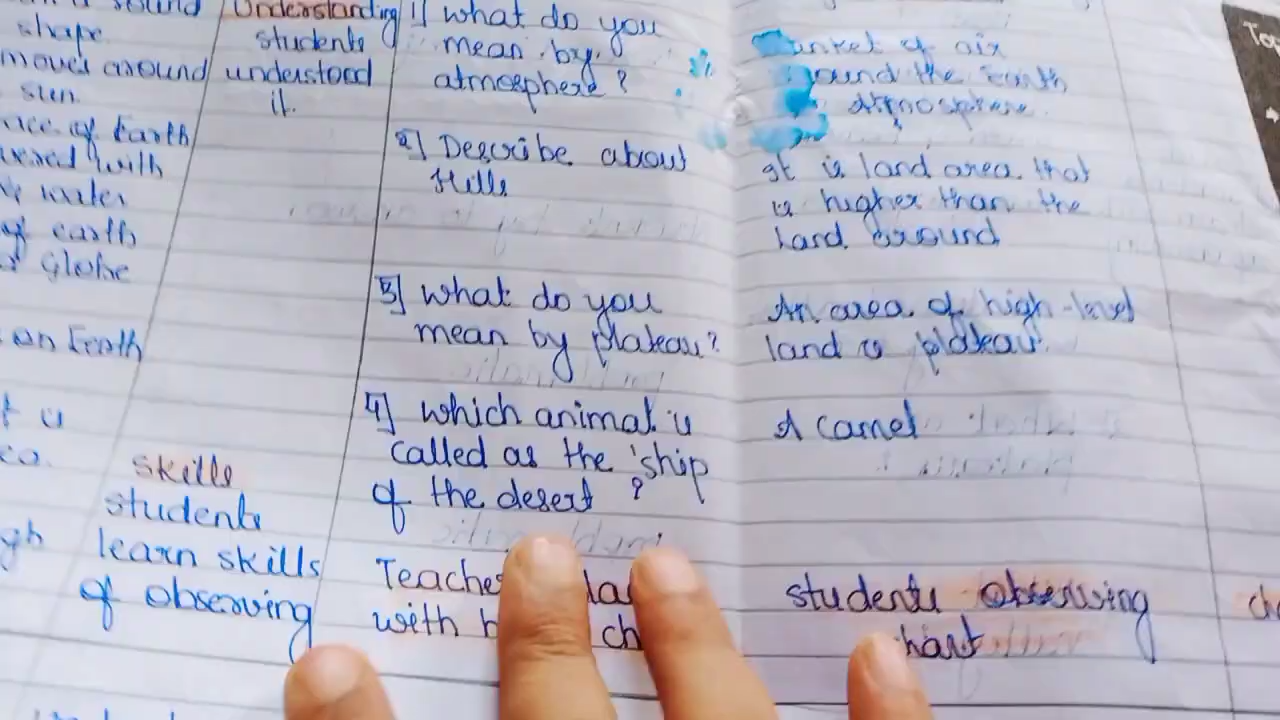 shape
moves around
sun.
of Earth
with
water
earth
Globe
on Earth
Understanding
students
understood
it.
skills
students
learn skills
of observing
1] what do you
mean by
atmosphere?
2] Describe about
Hills
3] what do you
mean by plateau?
4] which animal is
called as the 'ship
of the desert ?
with
of air
the Earth
Atmosphere.
It is land area that
is higher than the
land around
An area of high-level
land is plateau.
A camel
students observing